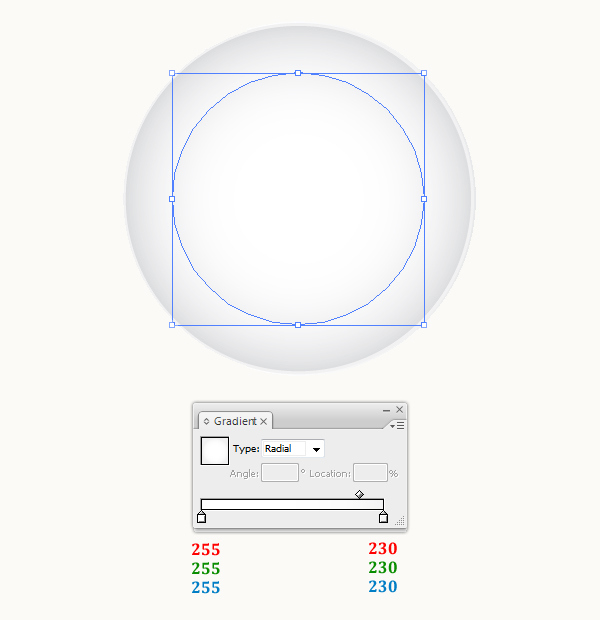 Gradient
Type: Radial
Angle: ° Location: %
255 230
255 230
255 230